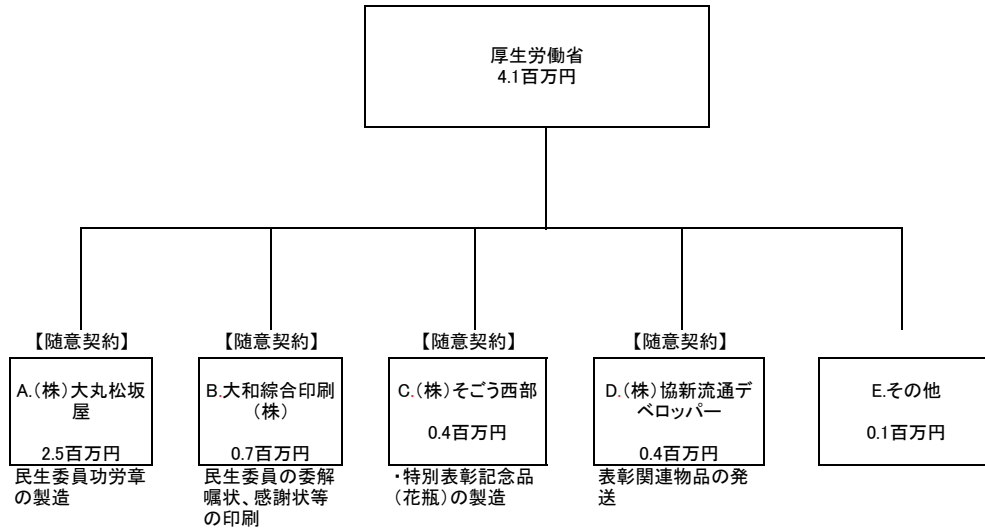 厚生労働省
4.1百万円
【随意契約】
【随意契約】
【随意契約】
【随意契約】
A.(株)大丸松坂
屋
2.5百万円
民生委員功労章
の製造
B.大和綜合印刷
(株)
0.7百万円
民生委員の委解
嘱状、感謝状等
の印刷
C.(株)そごう西部
0.4百万円
・特別表彰記念品
(花瓶)の製造
D.(株)協新流通デ
ベロッパー
0.4百万円
表彰関連物品の発
送
E.その他
0.1百万円